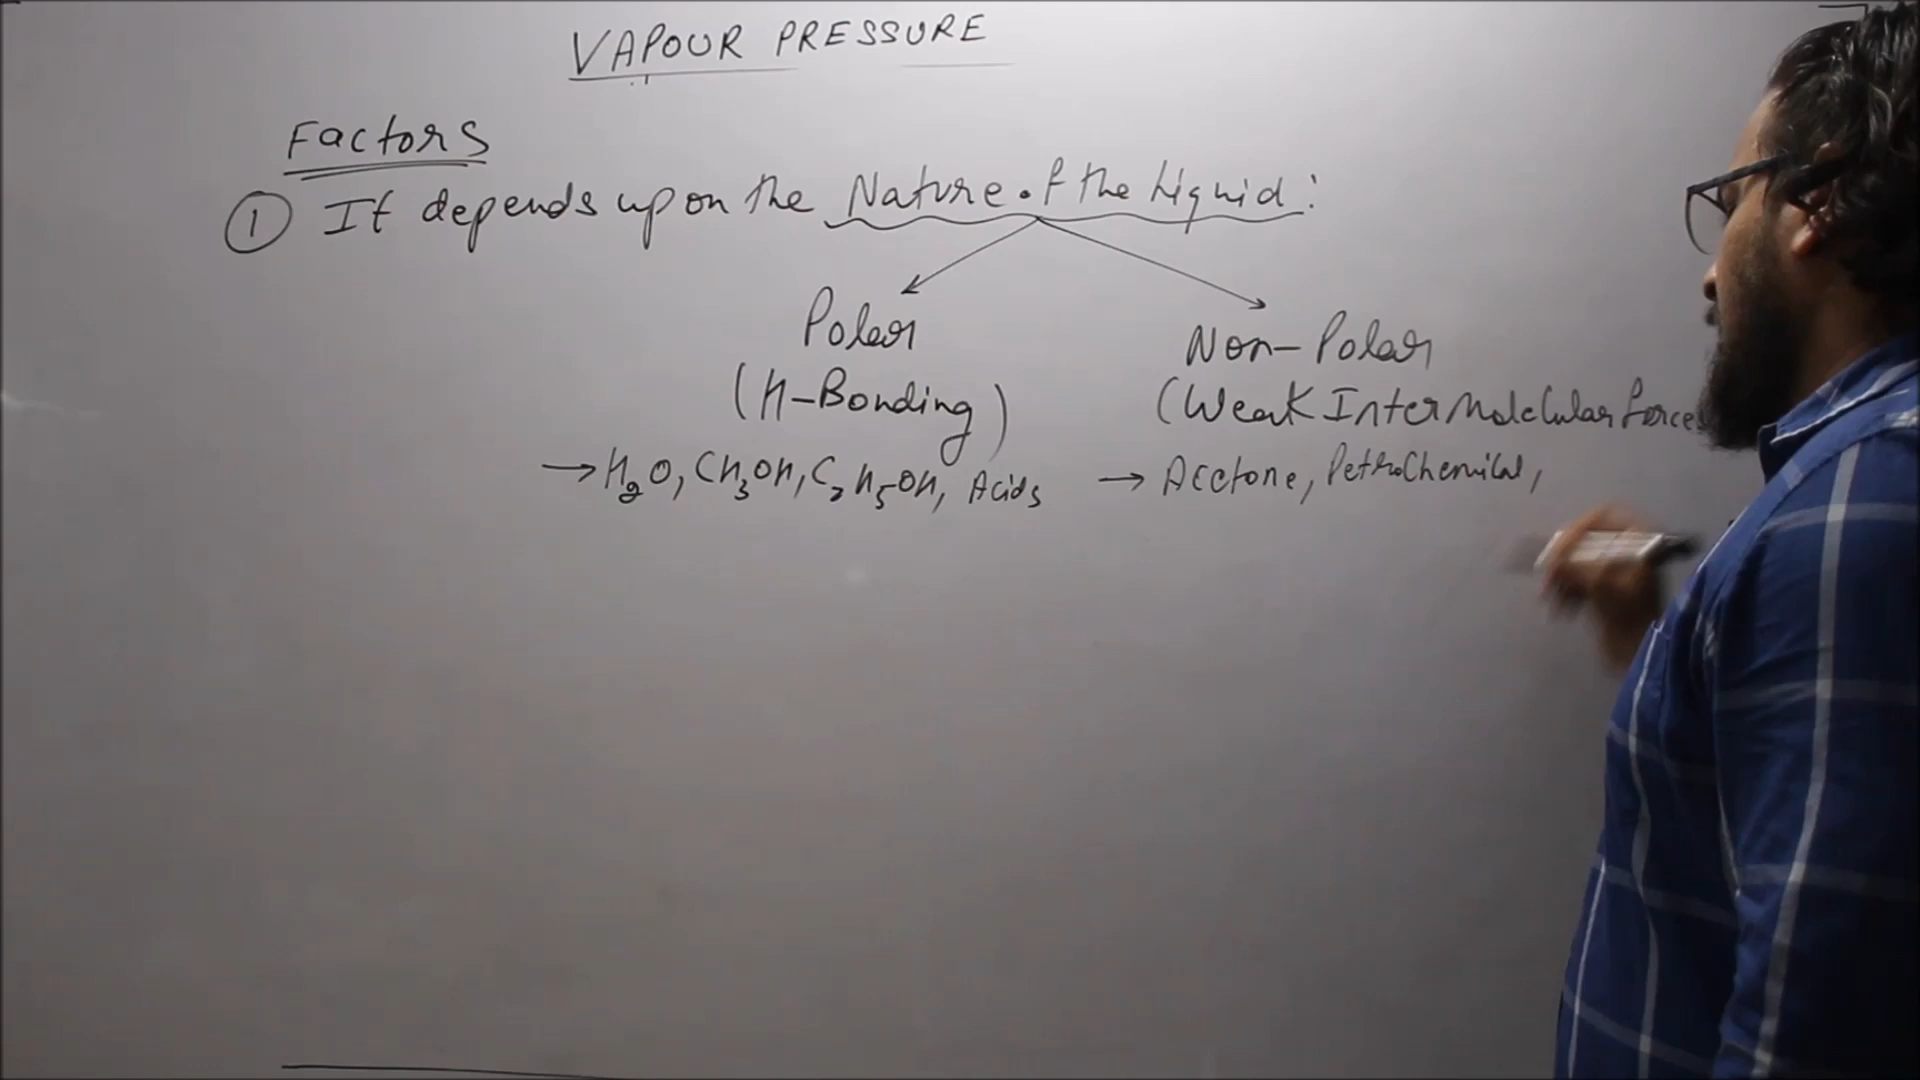 VAPOUR PRESSURE
Factors
① It depends upon the Nature of the Liquid:
Polar
Non-Polar
(H-Bonding)
(Weak Intermolecular forces
→ H₂O, CH₃OH, C₂H₅OH, Acids
→ Acetone, PetroChemical,